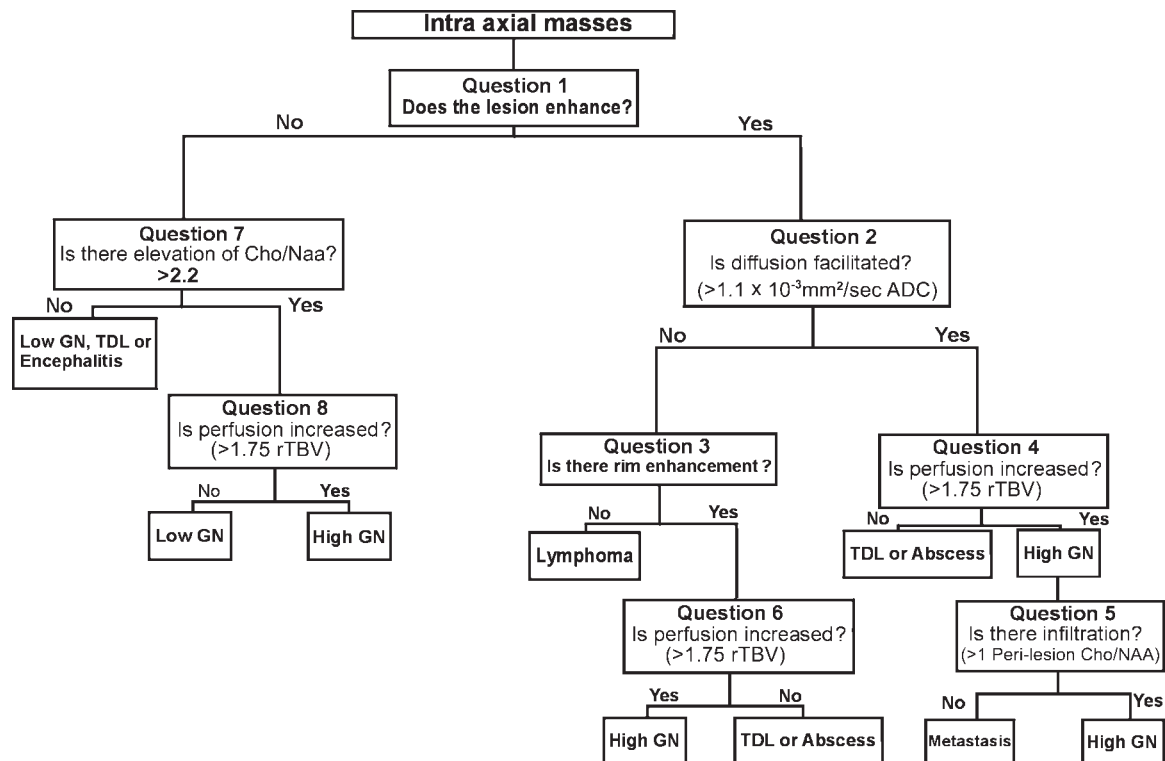 Intra axial masses
Question 1
Does the lesion enhance?
No
Yes
Question 7
Is there elevation of Cho/Naa?
>2.2
Question 2
Is diffusion facilitated?
(>1.1 x 10⁻³mm²/sec ADC)
No
Yes
No
Yes
Low GN, TDL or
Encephalitis
Question 8
Is perfusion increased?
(>1.75 rTBV)
Question 3
Is there rim enhancement?
Question 4
Is perfusion increased?
(>1.75 rTBV)
No
Yes
No
Yes
No
Yes
Low GN
High GN
Lymphoma
TDL or Abscess
High GN
Question 6
Is perfusion increased?
(>1.75 rTBV)
Question 5
Is there infiltration?
(>1 Peri-lesion Cho/NAA)
Yes
No
No
Yes
High GN
TDL or Abscess
Metastasis
High GN